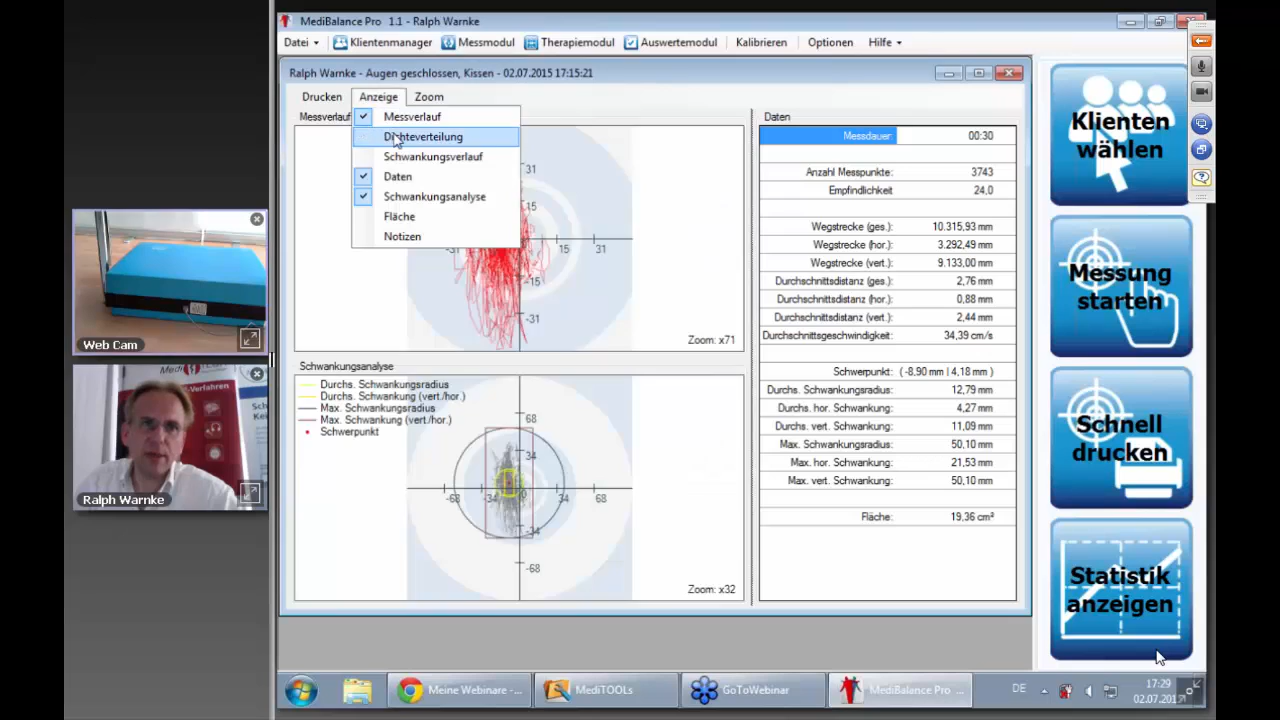 MediBalance Pro 1.1 - Ralph Warnke
Datei Klientenmanager Messmodul Therapiemodul Auswertemodul Kalibrieren Optionen Hilfe
Ralph Warnke - Augen geschlossen, Kissen - 02.07.2015 17:15:21
Drucken Anzeige Zoom
Messverlauf
Messverlauf
Dichteverteilung
Schwankungsverlauf
Daten
Schwankungsanalyse
Fläche
Notizen
31
15
15 31
-31
-15
-31
Zoom: x71
Schwankungsanalyse
Durchs. Schwankungsradius
Durchs. Schwankung (vert./hor.)
Max. Schwankungsradius
Max. Schwankung (vert./hor.)
Schwerpunkt
68
34
-68 -34 0 34 68
-34
-68
Zoom: x32
Daten
Messdauer: 00:30
Anzahl Messpunkte: 3743
Empfindlichkeit 24.0
Wegstrecke (ges.): 10.315,93 mm
Wegstrecke (hor.): 3.292,49 mm
Wegstrecke (vert.): 9.133,00 mm
Durchschnittsdistanz (ges.): 2,76 mm
Durchschnittsdistanz (hor.): 0,88 mm
Durchschnittsdistanz (vert.): 2,44 mm
Durchschnittsgeschwindigkeit: 34,39 cm/s
Schwerpunkt: ( -8,90 mm | 4,18 mm )
Durchs. Schwankungsradius: 12,79 mm
Durchs. hor. Schwankung: 4,27 mm
Durchs. vert. Schwankung: 11,09 mm
Max. Schwankungsradius: 50,10 mm
Max. hor. Schwankung: 21,53 mm
Max. vert. Schwankung: 50,10 mm
Fläche: 19,36 cm²
Klienten
wählen
Messung
starten
Schnell
drucken
Statistik
anzeigen
Web Cam
Ralph Warnke
Meine Webinare - ...
MediTOOLs
GoToWebinar
MediBalance Pro ...
DE
17:29
02.07.201